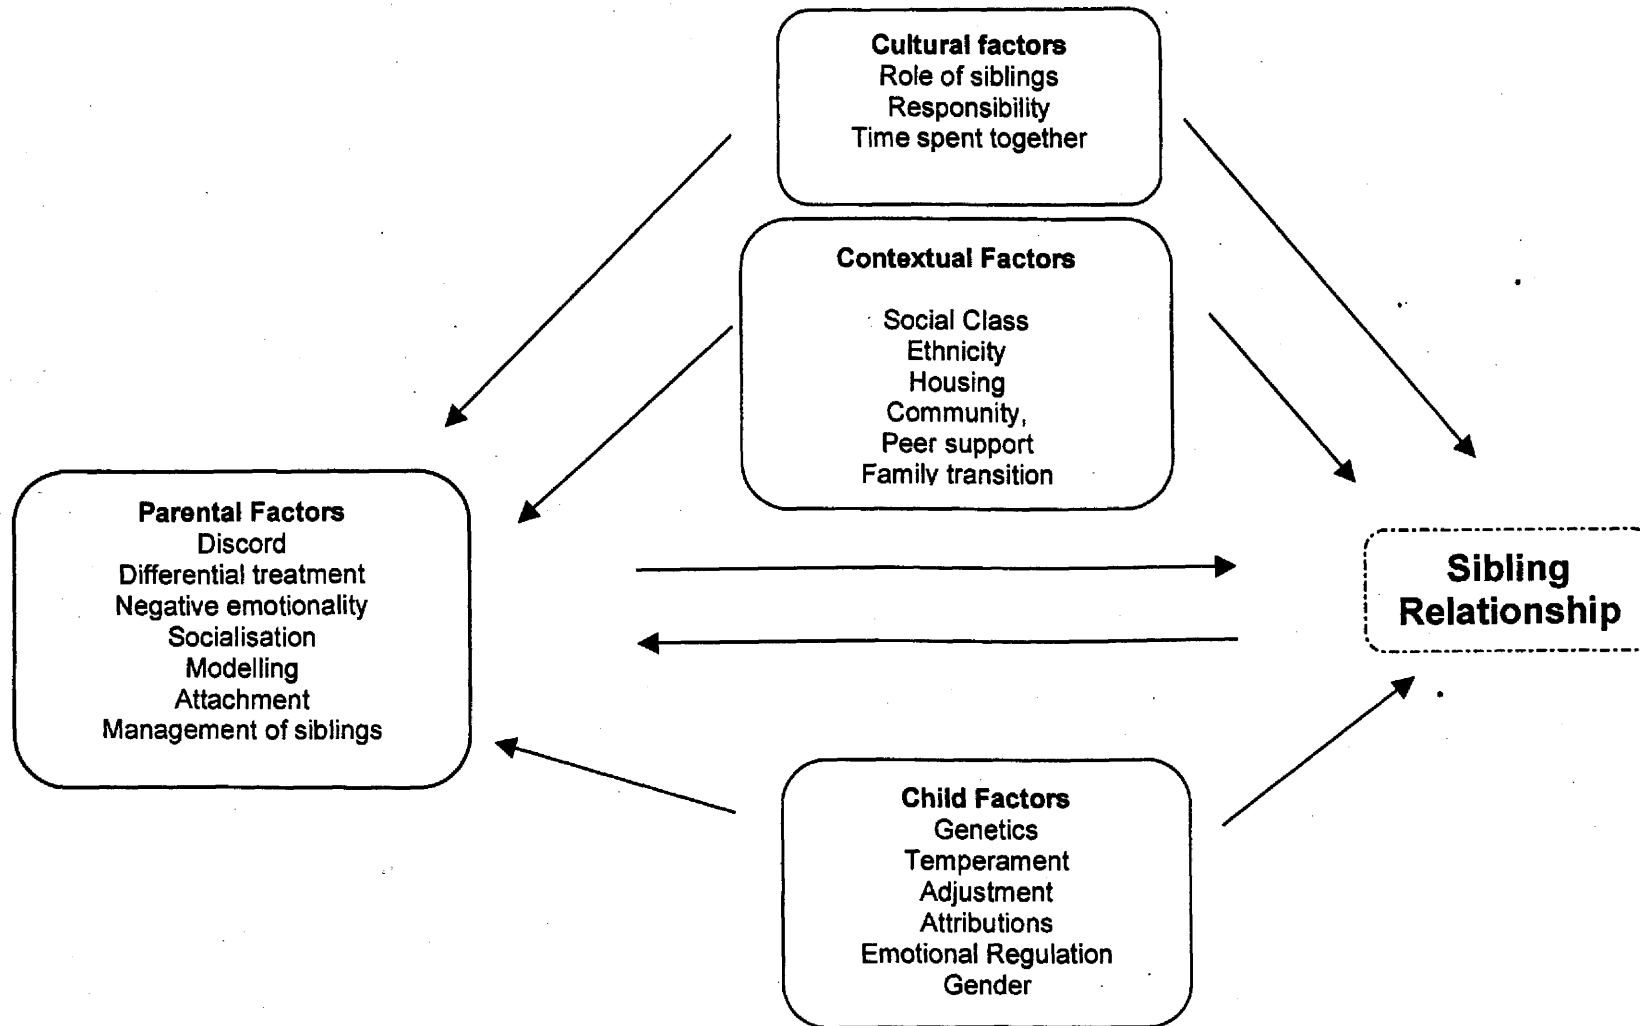 Cultural factors
Role of siblings
Responsibility
Time spent together
Contextual Factors
Social Class
Ethnicity
Housing
Community,
Peer support
Family transition
Parental Factors
Discord
Differential treatment
Negative emotionality
Socialisation
Modelling
Attachment
Management of siblings
Sibling
Relationship
Child Factors
Genetics
Temperament
Adjustment
Attributions
Emotional Regulation
Gender